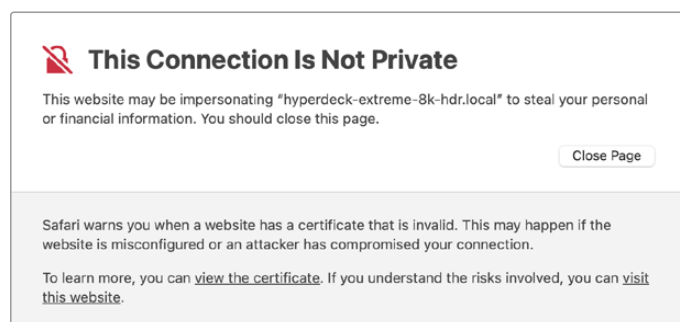 This Connection Is Not Private
This website may be impersonating “hyperdeck-extreme-8k-hdr.local” to steal your personal
or financial information. You should close this page.
Close Page
Safari warns you when a website has a certificate that is invalid. This may happen if the
website is misconfigured or an attacker has compromised your connection.
To learn more, you can view the certificate. If you understand the risks involved, you can visit
this website.